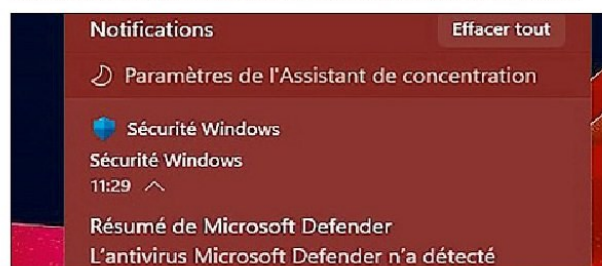 Notifications Effacer tout
Paramètres de l'Assistant de concentration
Sécurité Windows
Sécurité Windows
11:29
Résumé de Microsoft Defender
L'antivirus Microsoft Defender n'a détecté